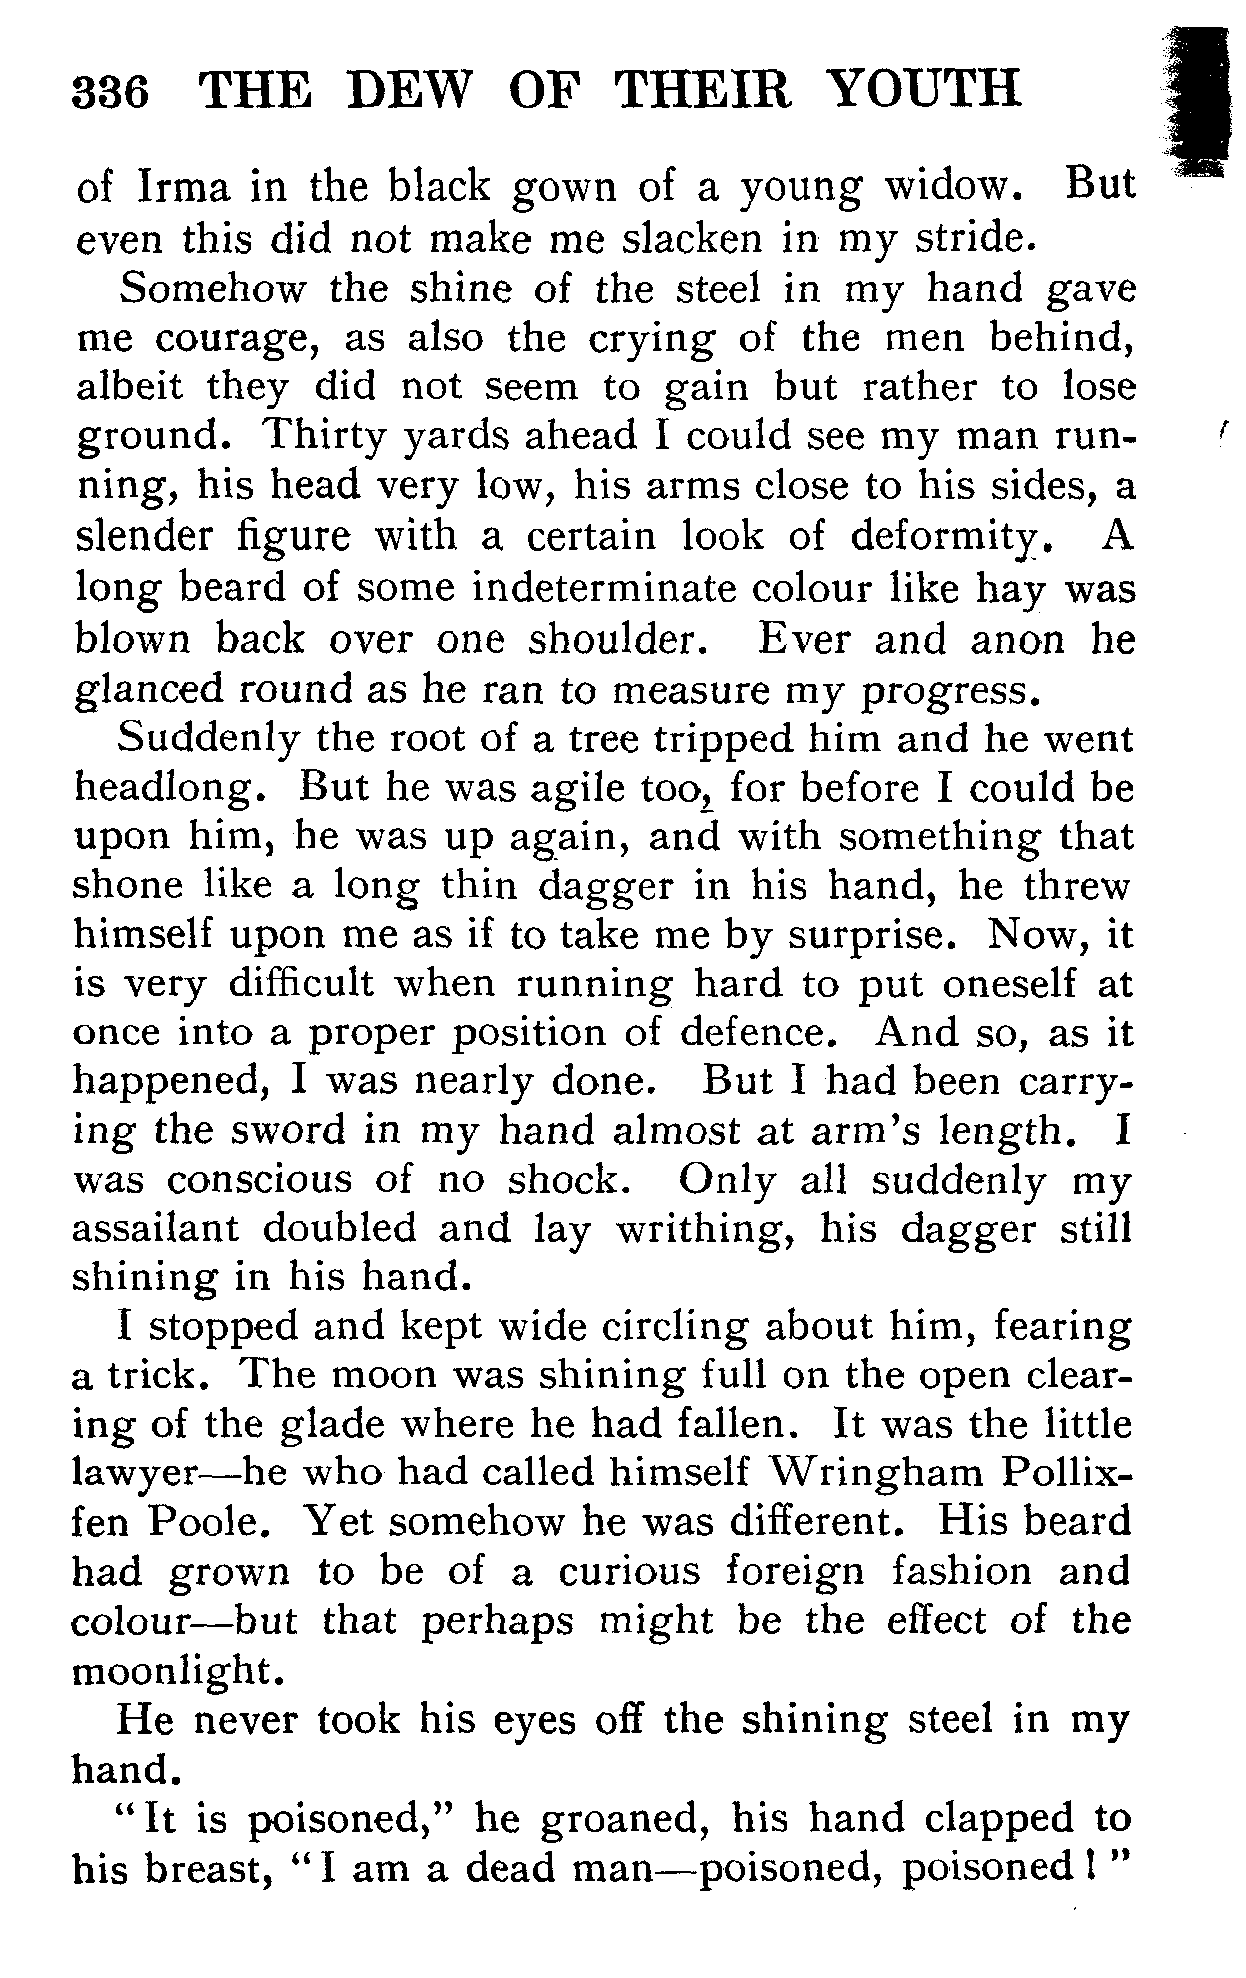 336 THE DEW OF THEIR YOUTH
of Irma in the black gown of a young widow. But
even this did not make me slacken in my stride.
Somehow the shine of the steel in my hand gave
me courage, as also the crying of the men behind,
albeit they did not seem to gain but rather to lose
ground. Thirty yards ahead I could see my man run-
ning, his head very low, his arms close to his sides, a
slender figure with a certain look of deformity. A
long beard of some indeterminate colour like hay was
blown back over one shoulder. Ever and anon he
glanced round as he ran to measure my progress.
Suddenly the root of a tree tripped him and he went
headlong. But he was agile too, for before I could be
upon him, he was up again, and with something that
shone like a long thin dagger in his hand, he threw
himself upon me as if to take me by surprise. Now, it
is very difficult when running hard to put oneself at
once into a proper position of defence. And so, as it
happened, I was nearly done. But I had been carry-
ing the sword in my hand almost at arm's length. I
was conscious of no shock. Only all suddenly my
assailant doubled and lay writhing, his dagger still
shining in his hand.
I stopped and kept wide circling about him, fearing
a trick. The moon was shining full on the open clear-
ing of the glade where he had fallen. It was the little
lawyer—he who had called himself Wringham Pollix-
fen Poole. Yet somehow he was different. His beard
had grown to be of a curious foreign fashion and
colour—but that perhaps might be the effect of the
moonlight.
He never took his eyes off the shining steel in my
hand.
"It is poisoned," he groaned, his hand clapped to
his breast, "I am a dead man—poisoned, poisoned!"